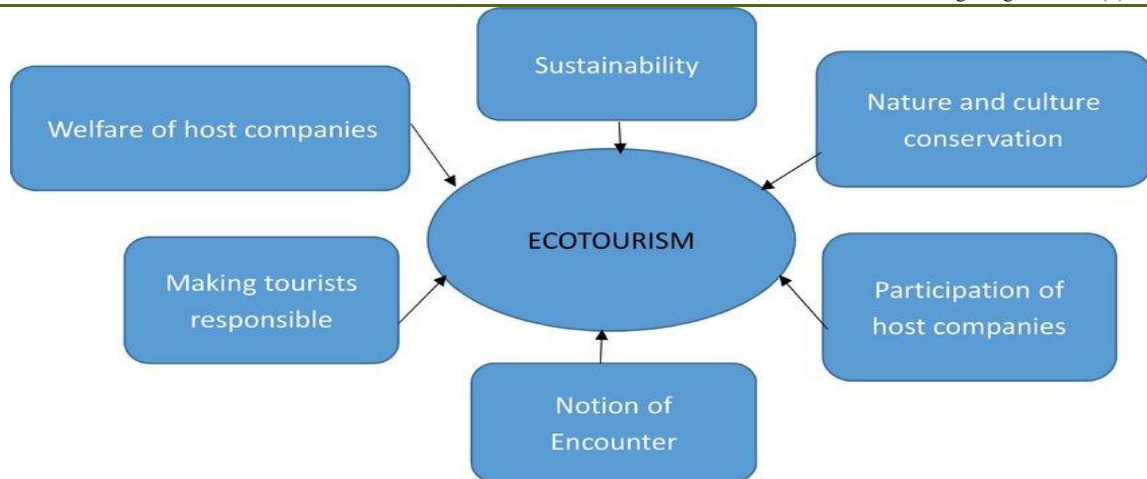 Sustainability
Welfare of host companies
Nature and culture
conservation
ECOTOURISM
Making tourists
responsible
Participation of
host companies
Notion of
Encounter